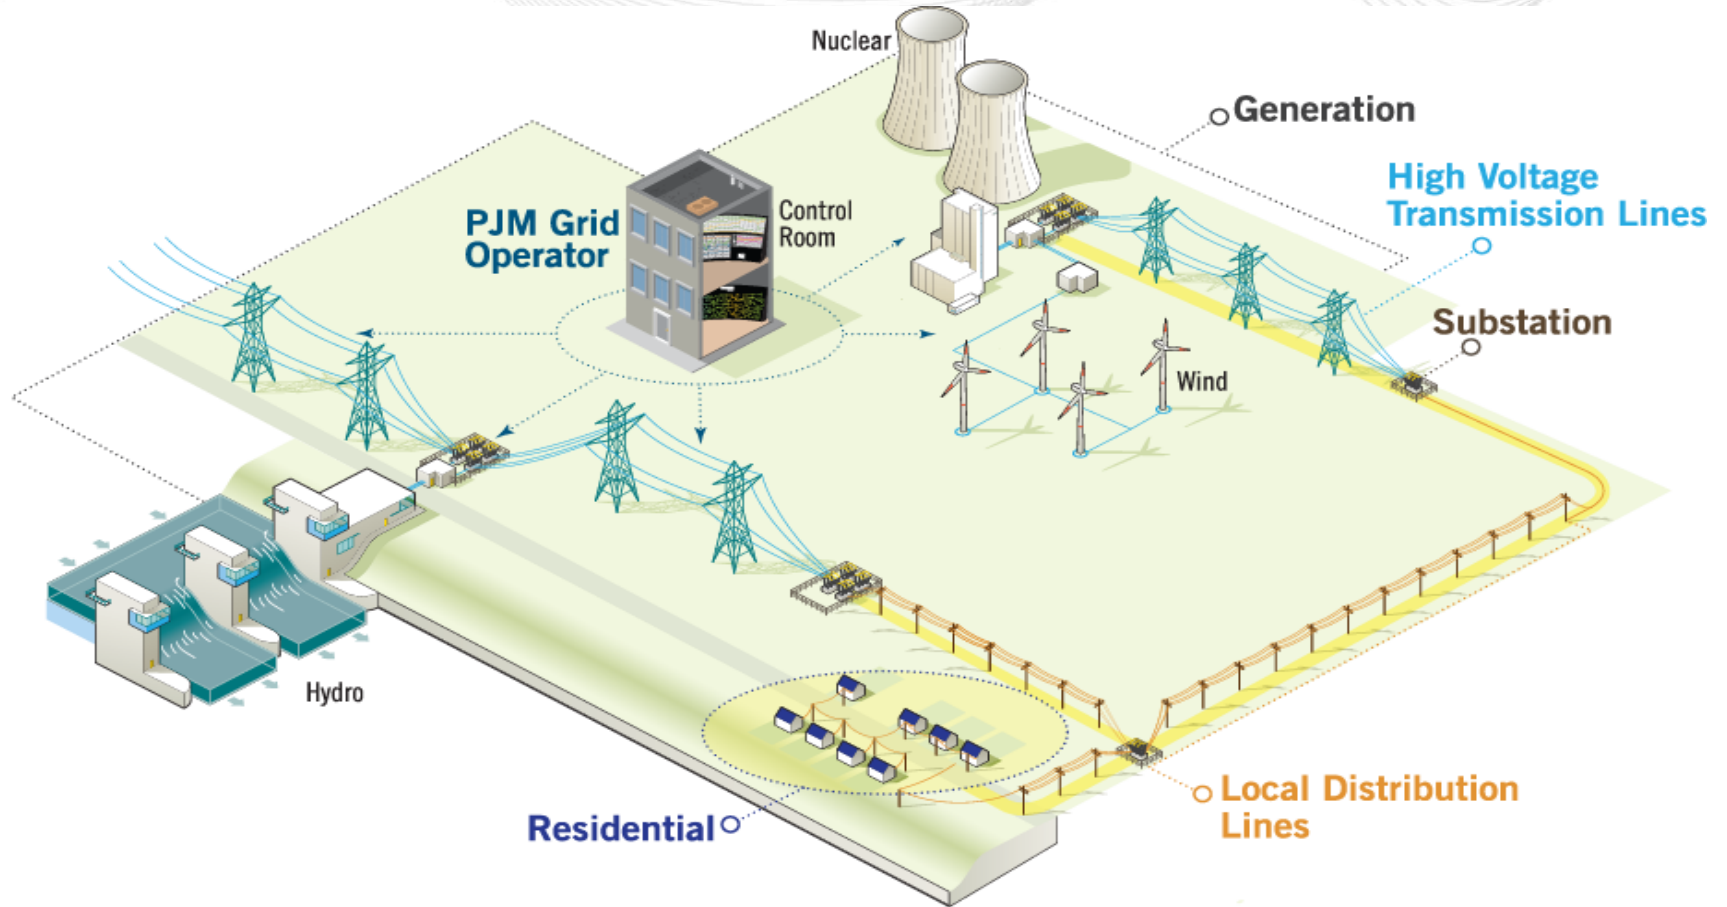 Nuclear
Generation
High Voltage
Transmission Lines
PJM Grid
Operator
Control
Room
Substation
Wind
Hydro
Residential
Local Distribution
Lines